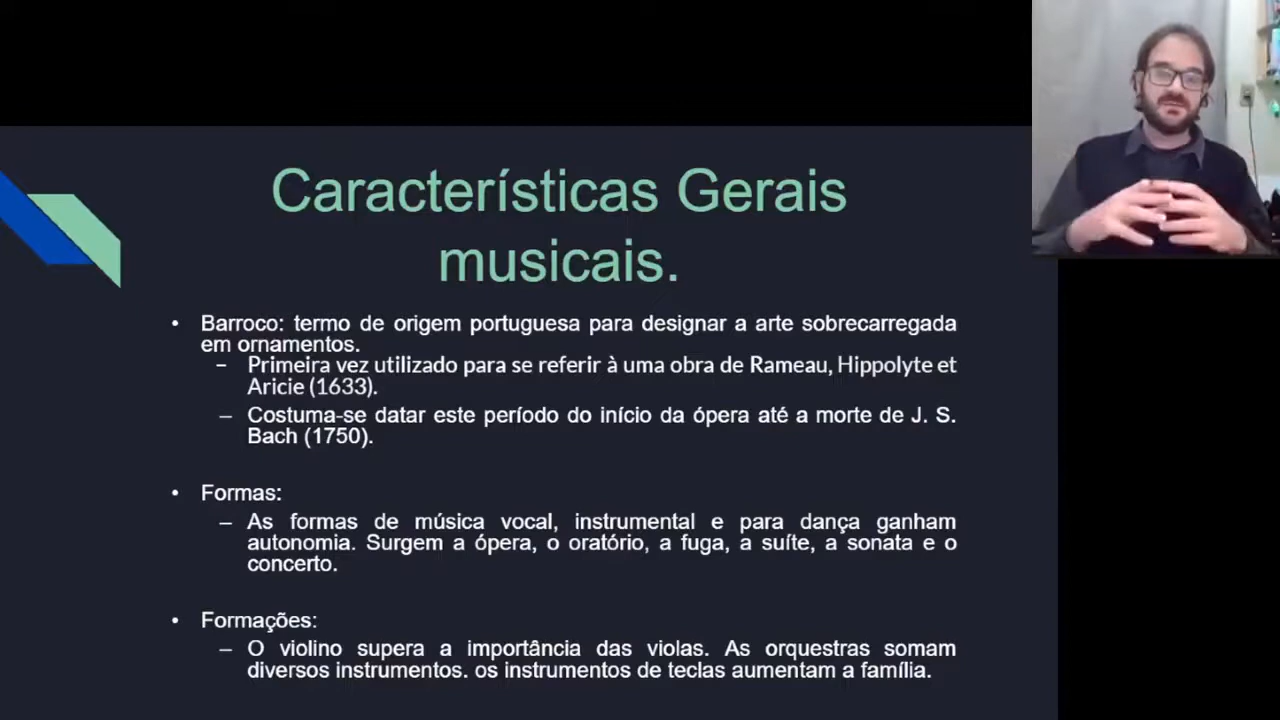 Características Gerais
musicais.
• Barroco: termo de origem portuguesa para designar a arte sobrecarregada
em ornamentos.
– Primeira vez utilizado para se referir à uma obra de Rameau, Hippolyte et
Aricie (1633).
– Costuma-se datar este período do início da ópera até a morte de J. S.
Bach (1750).
• Formas:
– As formas de música vocal, instrumental e para dança ganham
autonomia. Surgem a ópera, o oratório, a fuga, a suíte, a sonata e o
concerto.
• Formações:
– O violino supera a importância das violas. As orquestras somam
diversos instrumentos. os instrumentos de teclas aumentam a família.